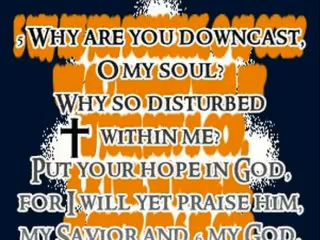 5 WHY ARE YOU DOWNCAST,
O MY SOUL?
WHY SO DISTURBED
WITHIN ME?
PUT YOUR HOPE IN GOD,
FOR I WILL YET PRAISE HIM,
MY SAVIOR AND 6 MY GOD.